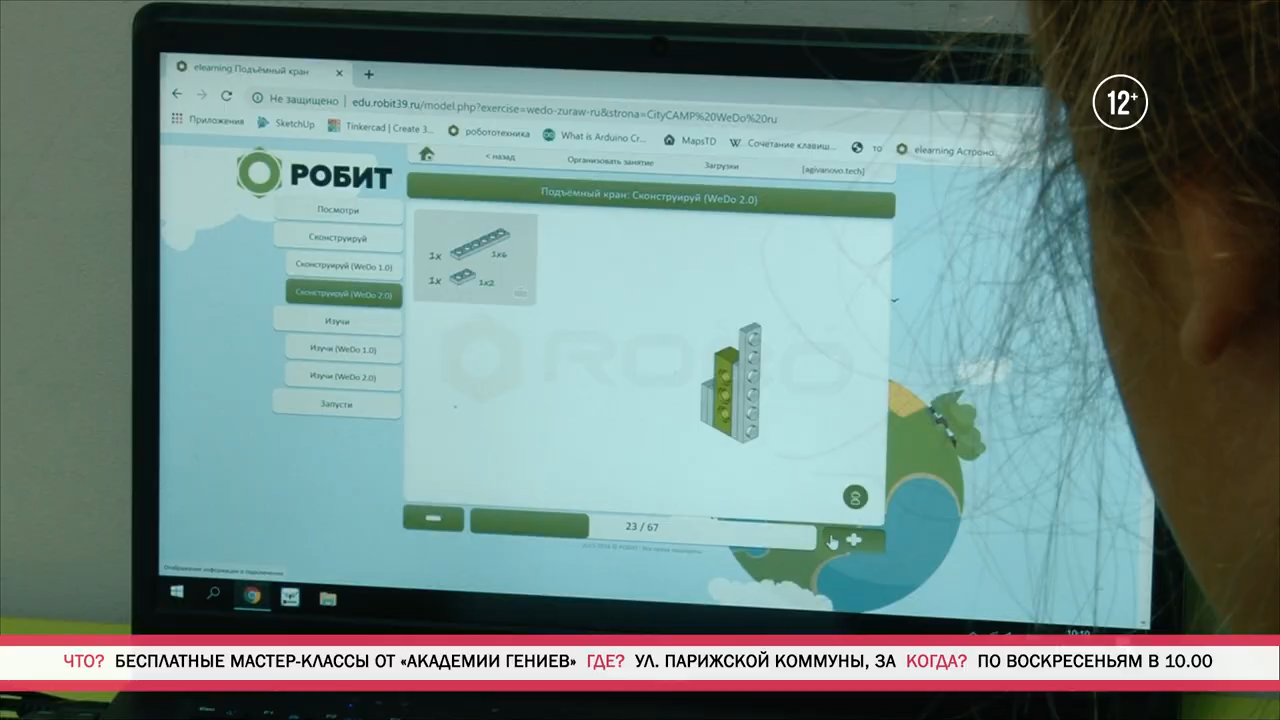 elearning Подъёмный кран
Не защищено | edu.robit39.ru/model.php?exercise=wedo-zuraw-ru&strona=CityCAMP%20WeDo%20ru
Приложения SketchUp Tinkercad | Create 3... робототехника What is Arduino Cr... MapsTD Сочетание клавиш... то elearning Астроно...
12+
РОБИТ
< назад Организовать занятие Загрузки [agivanovo.tech]
Подъёмный кран: Сконструируй (WeDo 2.0)
Посмотри
Сконструируй
Сконструируй (WeDo 1.0)
Сконструируй (WeDo 2.0)
Изучи
Изучи (WeDo 1.0)
Изучи (WeDo 2.0)
Запусти
1x 1x6
1x 1x2
23 / 67
10:10
ЧТО? БЕСПЛАТНЫЕ МАСТЕР-КЛАССЫ ОТ «АКАДЕМИИ ГЕНИЕВ» ГДЕ? УЛ. ПАРИЖСКОЙ КОММУНЫ, 3А КОГДА? ПО ВОСКРЕСЕНЬЯМ В 10.00